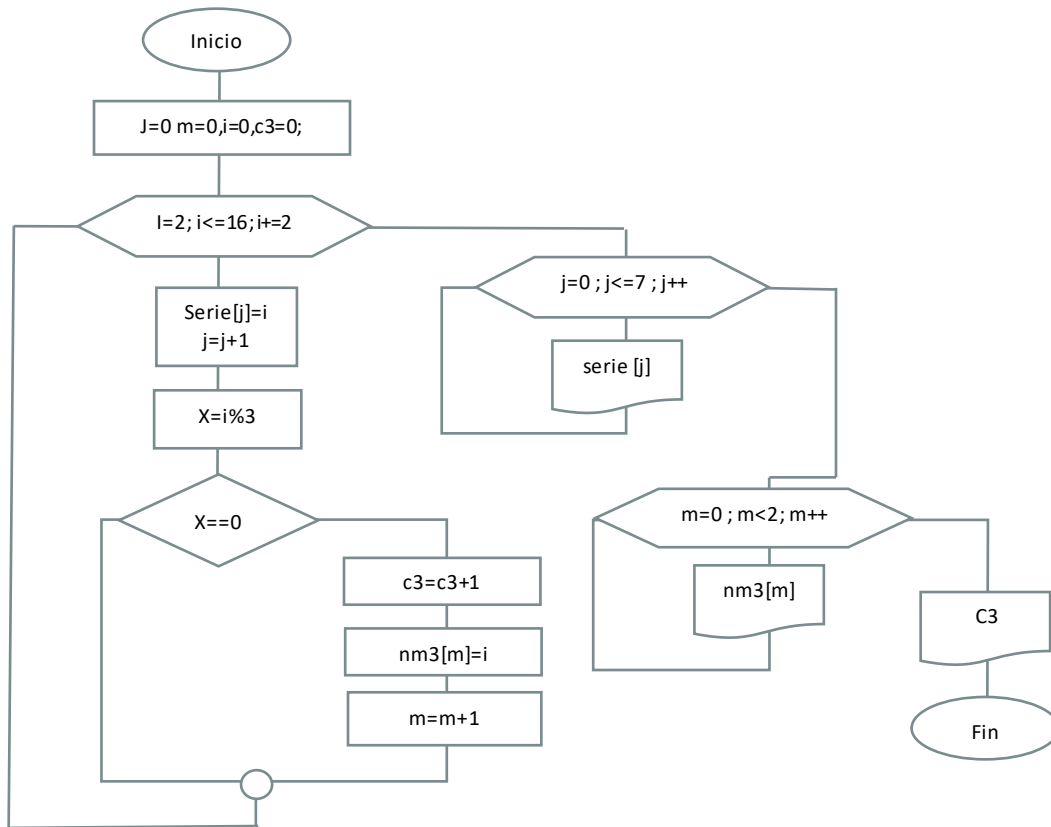 Inicio
J=0 m=0,i=0,c3=0;
I=2; i<=16; i+=2
Serie[j]=i
j=j+1
X=i%3
X==0
c3=c3+1
nm3[m]=i
m=m+1
j=0 ; j<=7 ; j++
serie [j]
m=0 ; m<2; m++
nm3[m]
C3
Fin